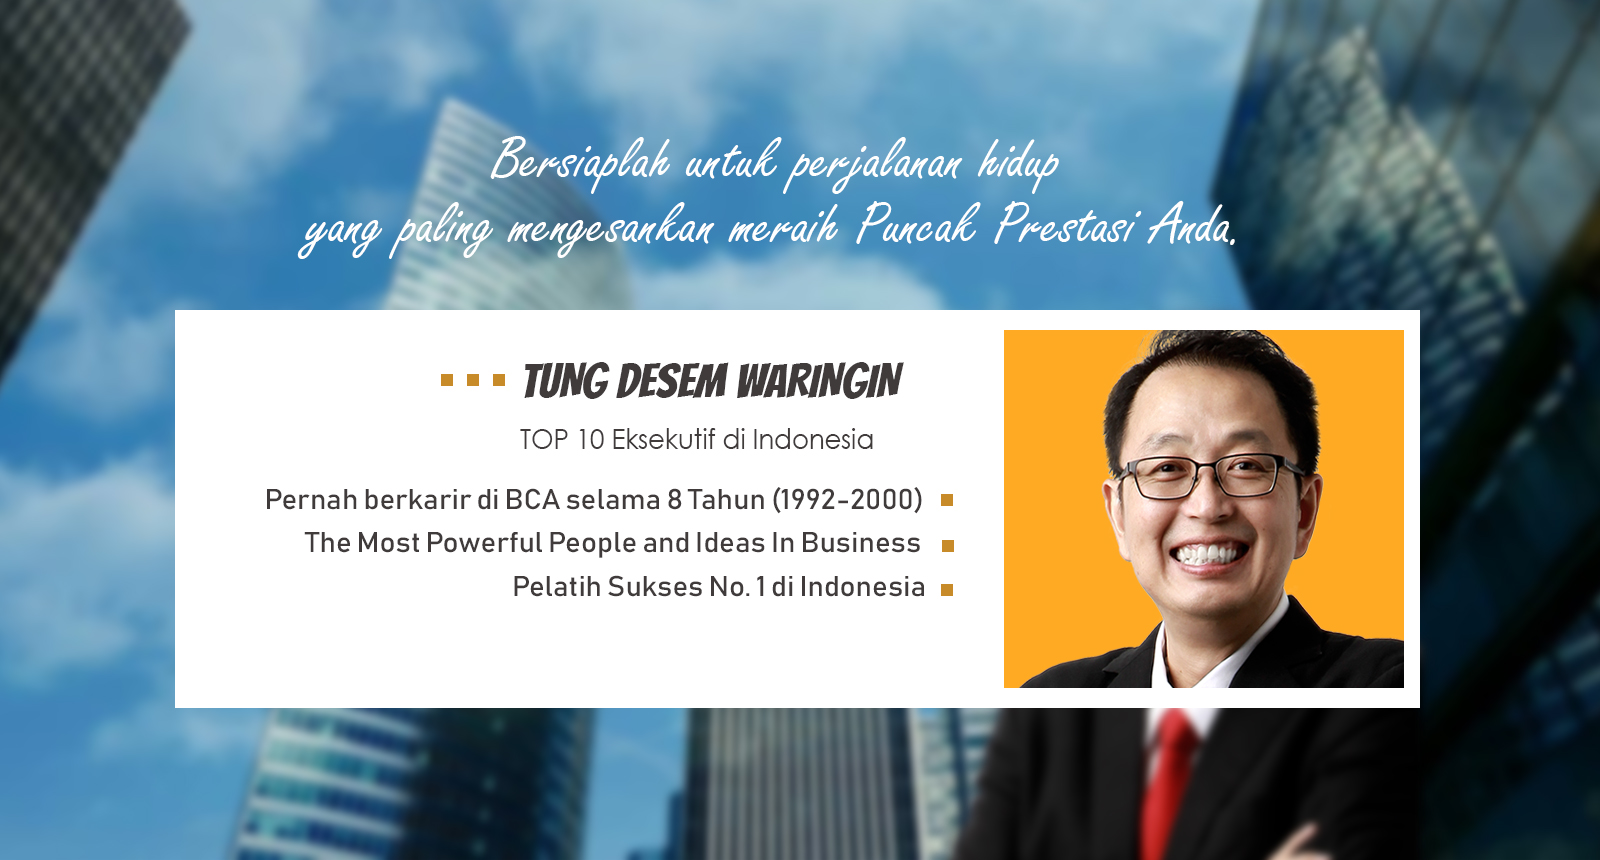 Bersiaplah untuk perjalanan hidup
yang paling mengesankan meraih Puncak Prestasi Anda.
TUNG DESEM WARINGIN
TOP 10 Eksekutif di Indonesia
Pernah berkarir di BCA selama 8 Tahun (1992-2000)
The Most Powerful People and Ideas In Business
Pelatih Sukses No. 1 di Indonesia